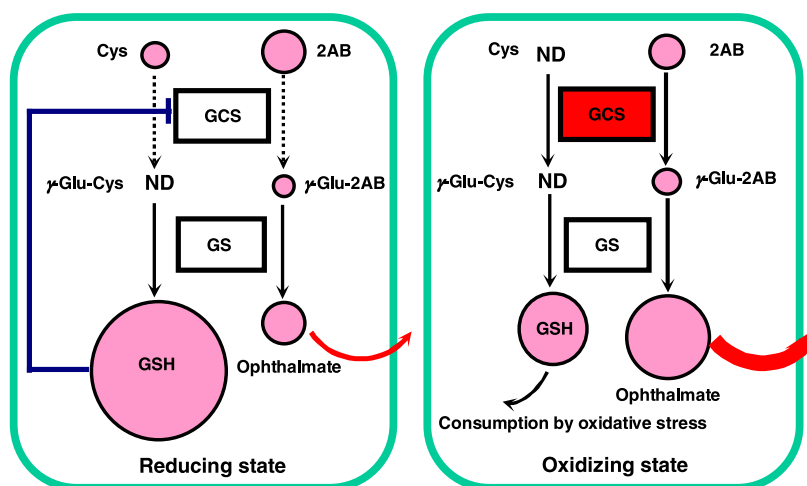 Cys
2AB
GCS
γ-Glu-Cys
ND
γ-Glu-2AB
GS
GSH
Ophthalmate
Reducing state
Cys
ND
2AB
GCS
γ-Glu-Cys
ND
γ-Glu-2AB
GS
GSH
Ophthalmate
Consumption by oxidative stress
Oxidizing state